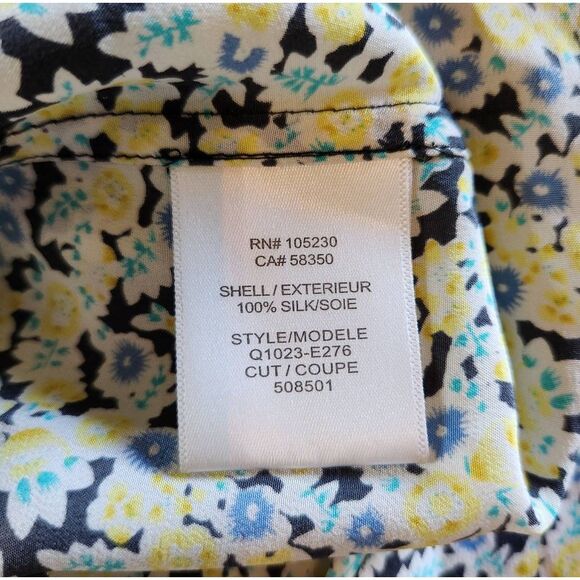 RN# 105230
CA# 58350
SHELL / EXTERIEUR
100% SILK/SOIE
STYLE/MODELE
Q1023-E276
CUT / COUPE
508501